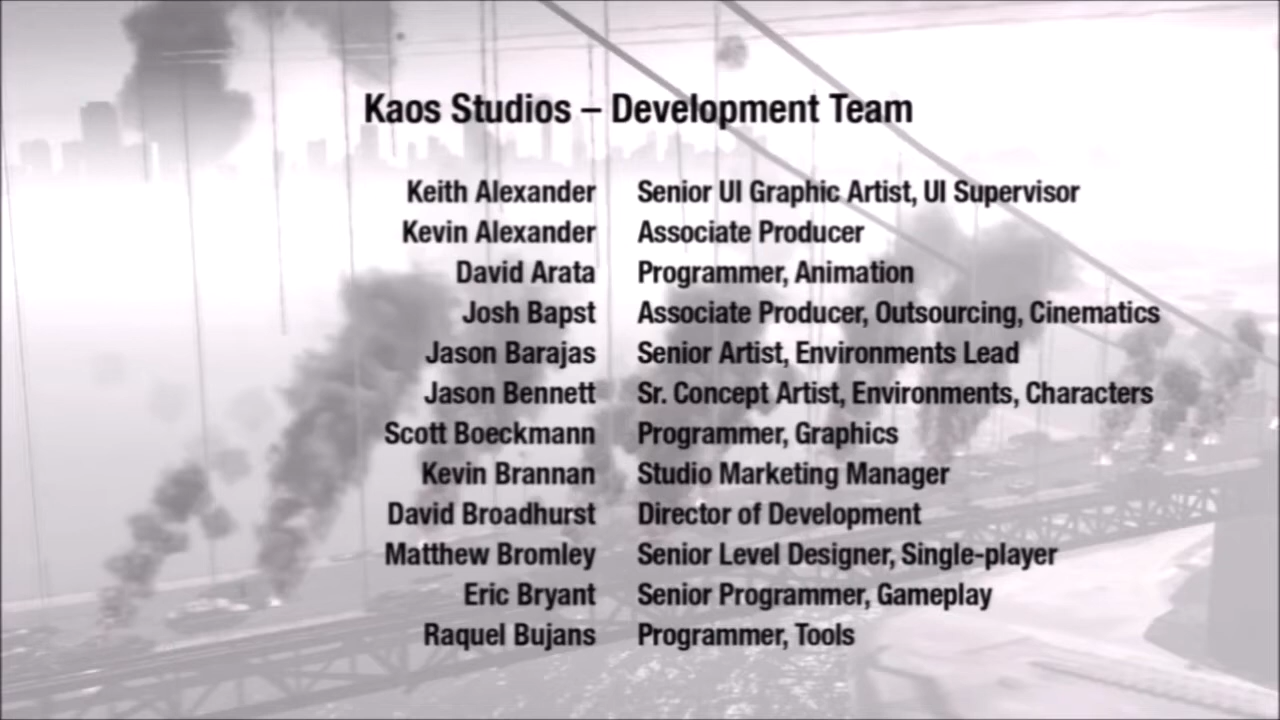 Kaos Studios – Development Team
Keith Alexander Senior UI Graphic Artist, UI Supervisor
Kevin Alexander Associate Producer
David Arata Programmer, Animation
Josh Bapst Associate Producer, Outsourcing, Cinematics
Jason Barajas Senior Artist, Environments Lead
Jason Bennett Sr. Concept Artist, Environments, Characters
Scott Boeckmann Programmer, Graphics
Kevin Brannan Studio Marketing Manager
David Broadhurst Director of Development
Matthew Bromley Senior Level Designer, Single-player
Eric Bryant Senior Programmer, Gameplay
Raquel Bujans Programmer, Tools